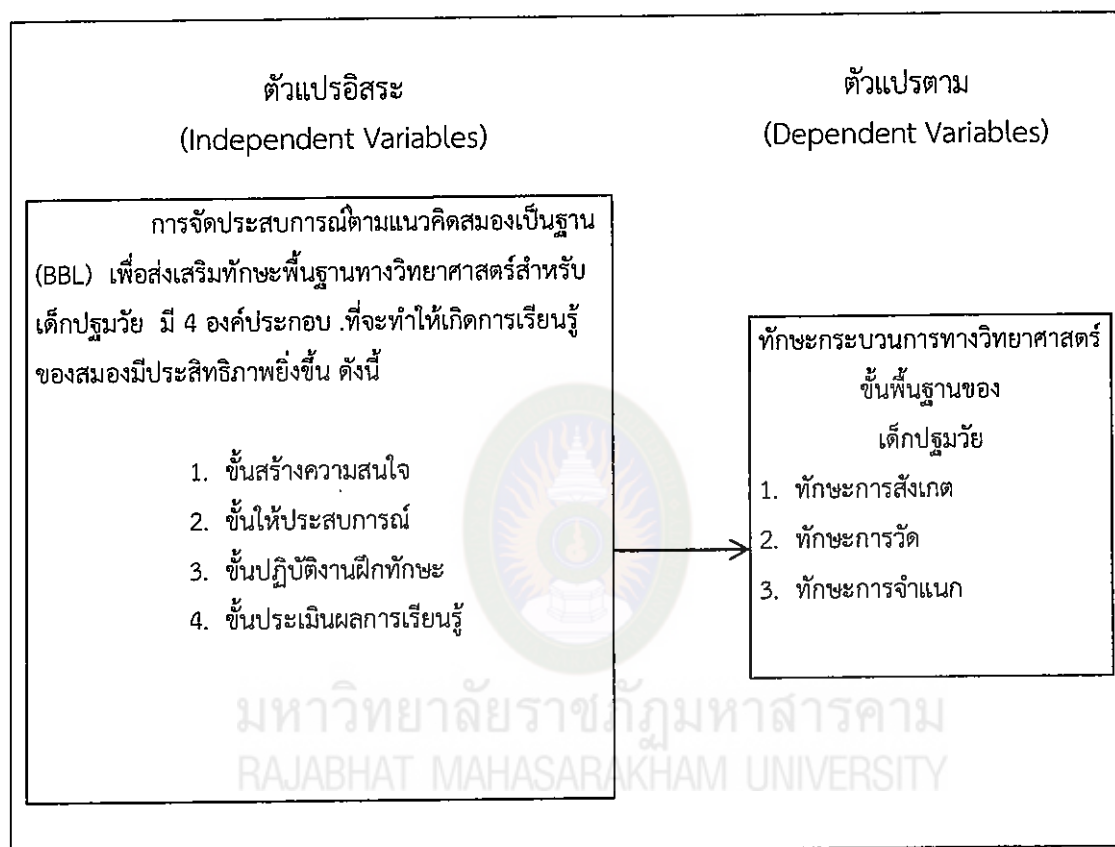 ตัวแปรอิสระ
(Independent Variables)
ตัวแปรตาม
(Dependent Variables)
การจัดประสบการณ์ตามแนวคิดสมองเป็นฐาน
(BBL) เพื่อส่งเสริมทักษะพื้นฐานทางวิทยาศาสตร์สำหรับ
เด็กปฐมวัย มี 4 องค์ประกอบ .ที่จะทำให้เกิดการเรียนรู้
ของสมองมีประสิทธิภาพยิ่งขึ้น ดังนี้
1. ขั้นสร้างความสนใจ
2. ขั้นให้ประสบการณ์
3. ขั้นปฏิบัติงานฝึกทักษะ
4. ขั้นประเมินผลการเรียนรู้
ทักษะกระบวนการทางวิทยาศาสตร์
ขั้นพื้นฐานของ
เด็กปฐมวัย
1. ทักษะการสังเกต
2. ทักษะการวัด
3. ทักษะการจำแนก
มหาวิทยาลัยราชภัฏมหาสารคาม
RAJABHAT MAHASARAKHAM UNIVERSITY